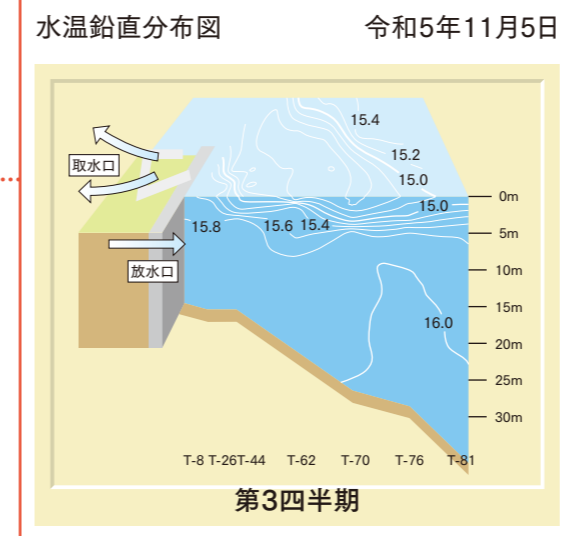 水温鉛直分布図 令和5年11月5日
15.4
15.2
取水口
15.0
0m
15.0
15.8 15.6 15.4
5m
放水口
10m
15m
16.0
20m
25m
30m
T-8 T-26 T-44 T-62 T-70 T-76 T-81
第3四半期